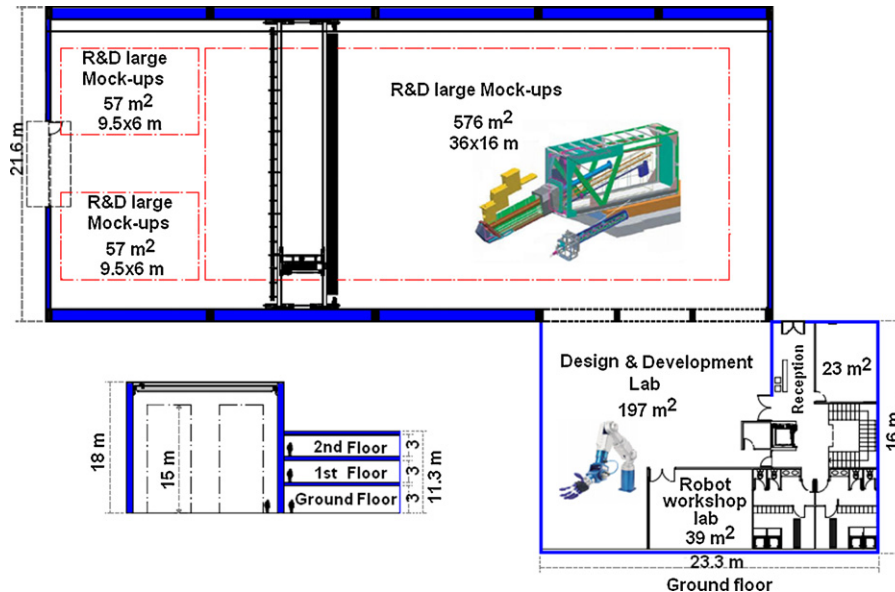 R&D large
Mock-ups
57 m²
9.5x6 m
R&D large Mock-ups
576 m²
36x16 m
21.6 m
R&D large
Mock-ups
57 m²
9.5x6 m
Design & Development
Lab
197 m²
Reception
23 m²
16 m
Robot
workshop
lab
39 m²
23.3 m
Ground floor
18 m
15 m
2nd Floor
3
1st Floor
3
Ground Floor
3
11.3 m